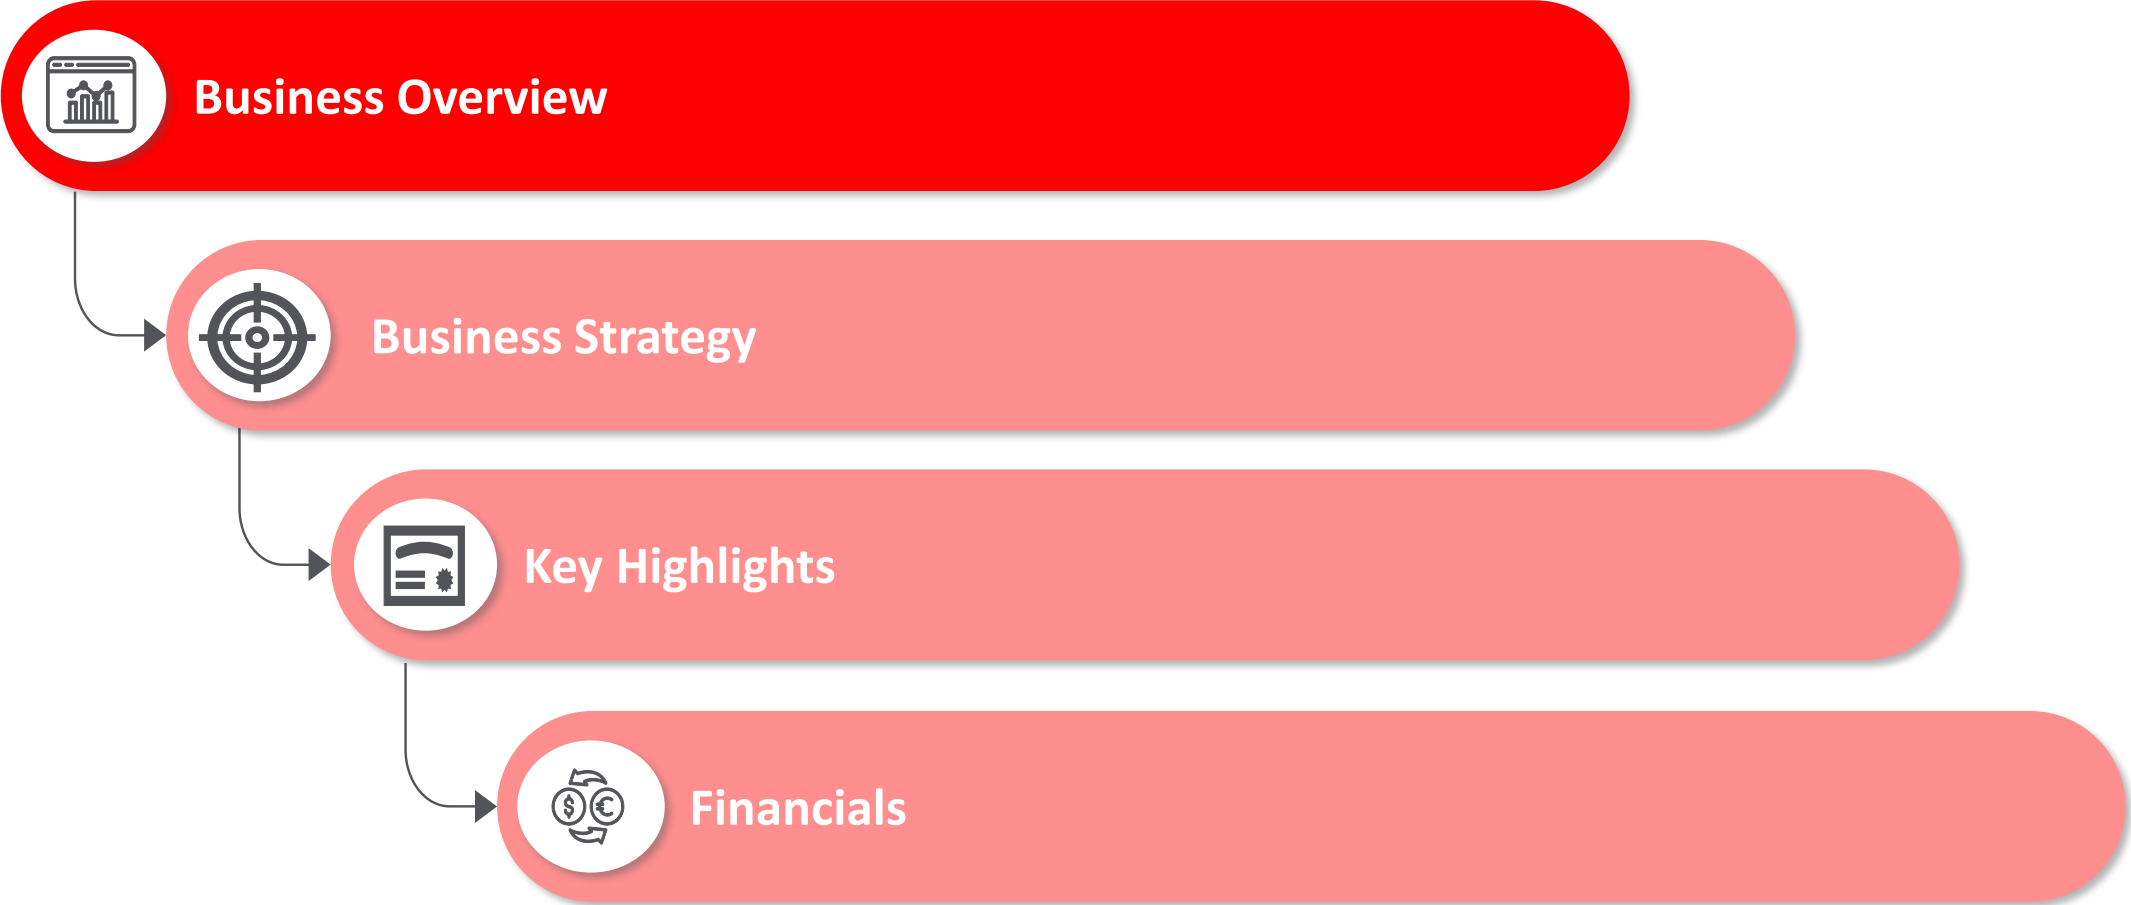 Business Overview
Business Strategy
Key Highlights
$ €
Financials